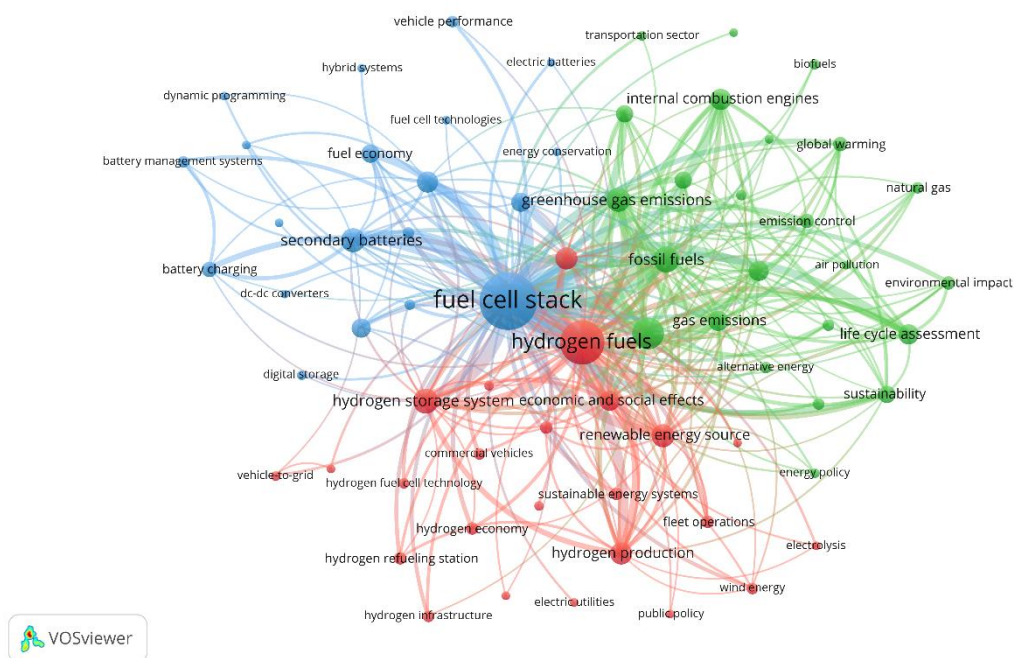 vehicle performance
transportation sector
electric batteries
biofuels
hybrid systems
dynamic programming
internal combustion engines
fuel cell technologies
global warming
fuel economy
energy conservation
battery management systems
natural gas
greenhouse gas emissions
emission control
secondary batteries
fossil fuels
air pollution
battery charging
environmental impact
dc-dc converters
fuel cell stack
gas emissions
life cycle assessment
hydrogen fuels
alternative energy
digital storage
sustainability
hydrogen storage system
economic and social effects
renewable energy source
commercial vehicles
energy policy
vehicle-to-grid
hydrogen fuel cell technology
sustainable energy systems
fleet operations
hydrogen economy
electrolysis
hydrogen production
hydrogen refueling station
wind energy
electric utilities
public policy
hydrogen infrastructure
VOSviewer